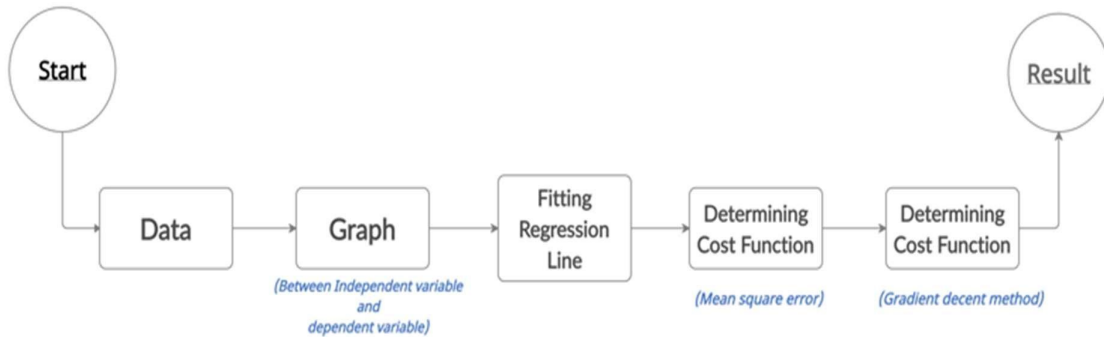 Start
Result
Data
Graph
(Between Independent variable
and
dependent variable)
Fitting
Regression
Line
Determining
Cost Function
(Mean square error)
Determining
Cost Function
(Gradient decent method)